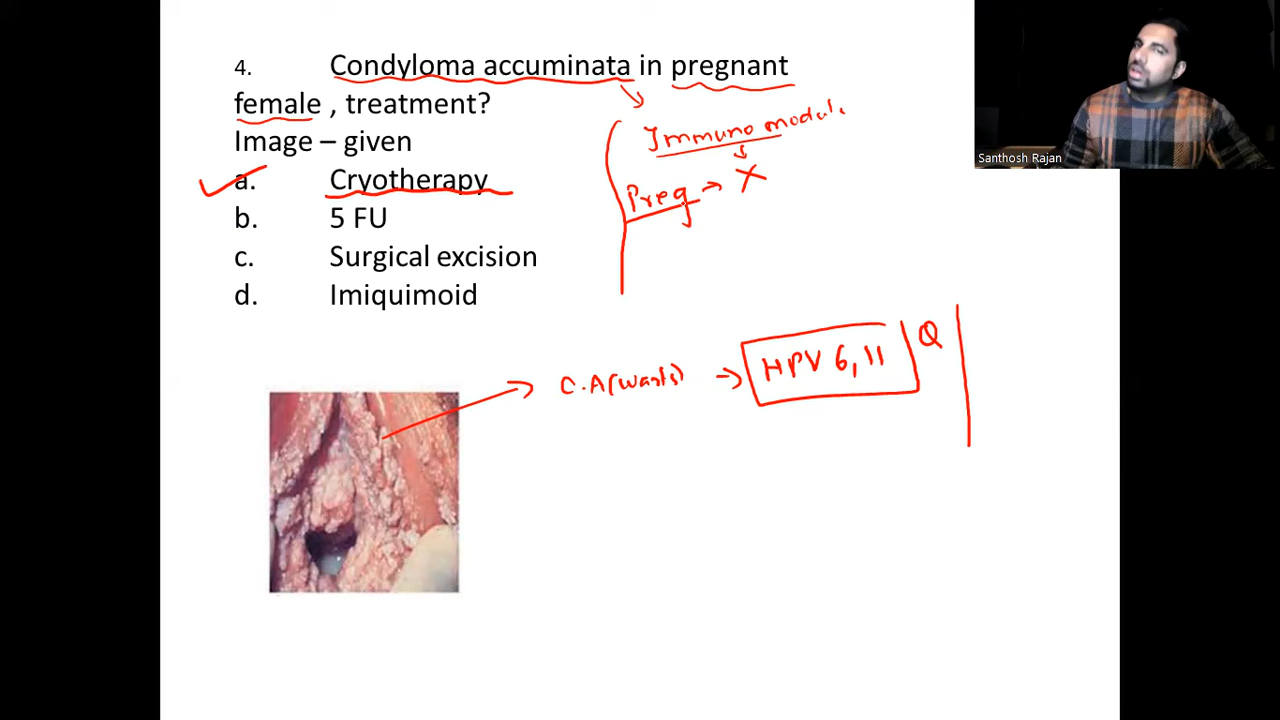 4. Condyloma accuminata in pregnant
female , treatment?
Image – given
a. Cryotherapy
b. 5 FU
c. Surgical excision
d. Imiquimoid
Immuno modul.
Preg → X
C.A (warts) → HPV 6, 11 Q
Santhosh Rajan